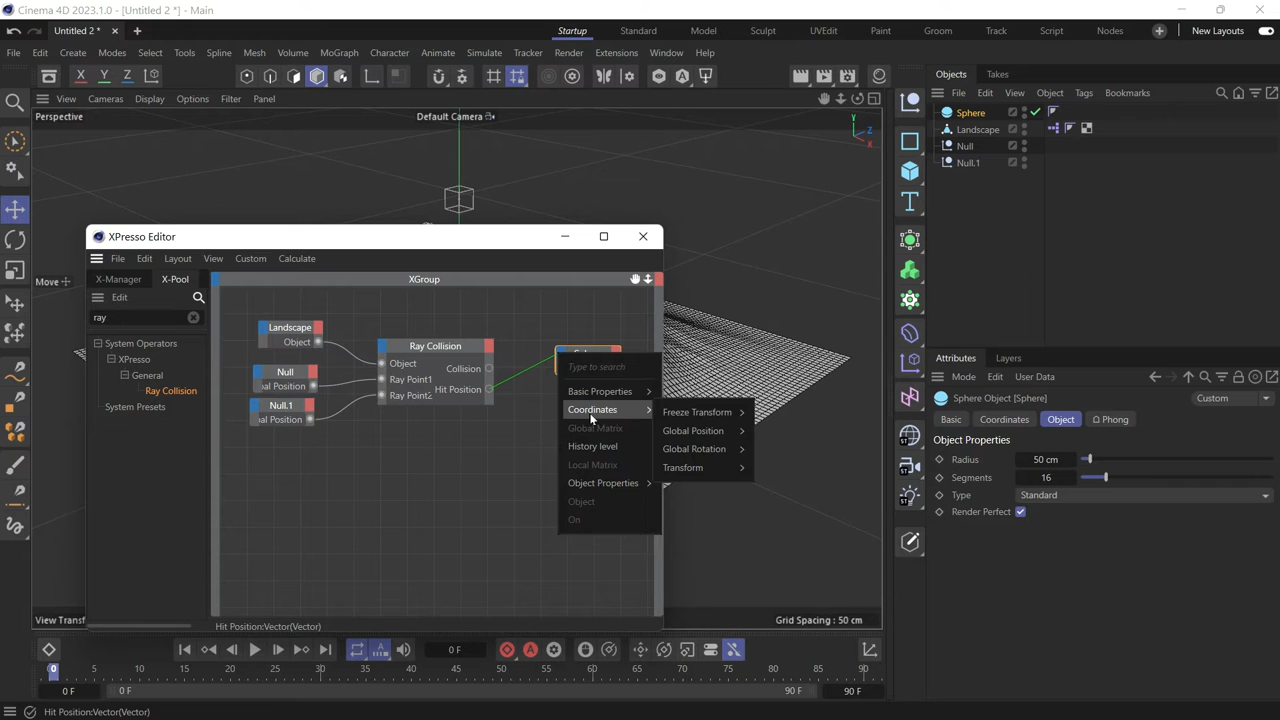 Cinema 4D 2023.1.0 - [Untitled 2 *] - Main
Untitled 2 *
Startup Standard Model Sculpt UVEdit Paint Groom Track Script Nodes New Layouts
File Edit Create Modes Select Tools Spline Mesh Volume MoGraph Character Animate Simulate Tracker Render Extensions Window Help
X Y Z
View Cameras Display Options Filter Panel
Perspective
Default Camera
Y
Z
X
Objects Takes
File Edit View Object Tags Bookmarks
Sphere
Landscape
Null
Null.1
XPresso Editor
File Edit Layout View Custom Calculate
X-Manager X-Pool
Edit
ray
System Operators
XPresso
General
Ray Collision
System Presets
Move
XGroup
Landscape
Object
Null
al Position
Null.1
al Position
Ray Collision
Object
Ray Point1
Ray Point2
Collision
Hit Position
Type to search
Basic Properties
Coordinates
Global Matrix
History level
Local Matrix
Object Properties
Object
On
Freeze Transform
Global Position
Global Rotation
Transform
Hit Position:Vector(Vector)
View Transf
Grid Spacing : 50 cm
Attributes Layers
Mode Edit User Data
Sphere Object [Sphere]
Custom
Basic Coordinates Object Phong
Object Properties
Radius 50 cm
Segments 16
Type Standard
Render Perfect
0 F
0 5 10 15 20 25 30 35 40 45 50 55 60 65 70 75 80 85 90
0 F 0 F 90 F 90 F
Hit Position:Vector(Vector)